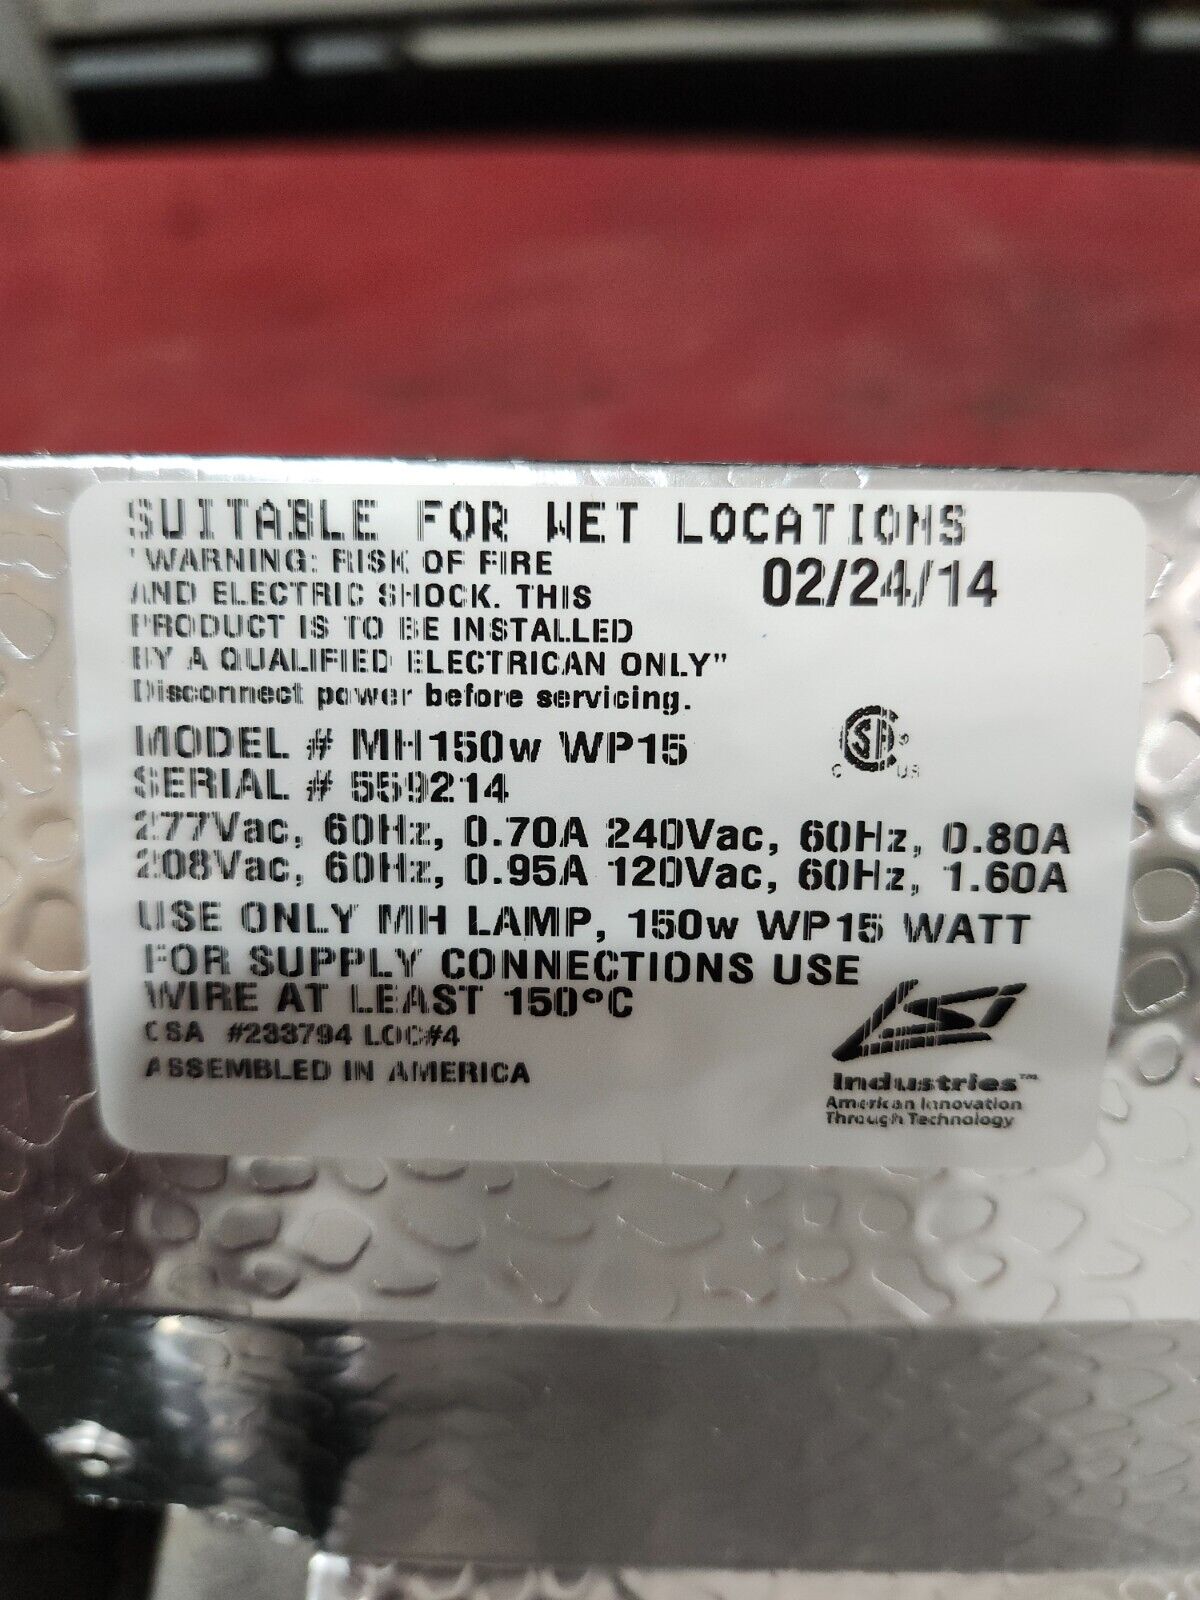 SUITABLE FOR WET LOCATIONS
"WARNING: RISK OF FIRE
02/24/14
AND ELECTRIC SHOCK. THIS
PRODUCT IS TO BE INSTALLED
BY A QUALIFIED ELECTRICAN ONLY"
Disconnect power before servicing.
MODEL # MH150w WP15
SERIAL # 559214
CSA®
C US
277Vac, 60Hz, 0.70A 240Vac, 60Hz, 0.80A
208Vac, 60Hz, 0.95A 120Vac, 60Hz, 1.60A
USE ONLY MH LAMP, 150w WP15 WATT
FOR SUPPLY CONNECTIONS USE
WIRE AT LEAST 150°C
CSA #233794 LOC#4
ASSEMBLED IN AMERICA
LSI
Industries™
American Innovation
Through Technology